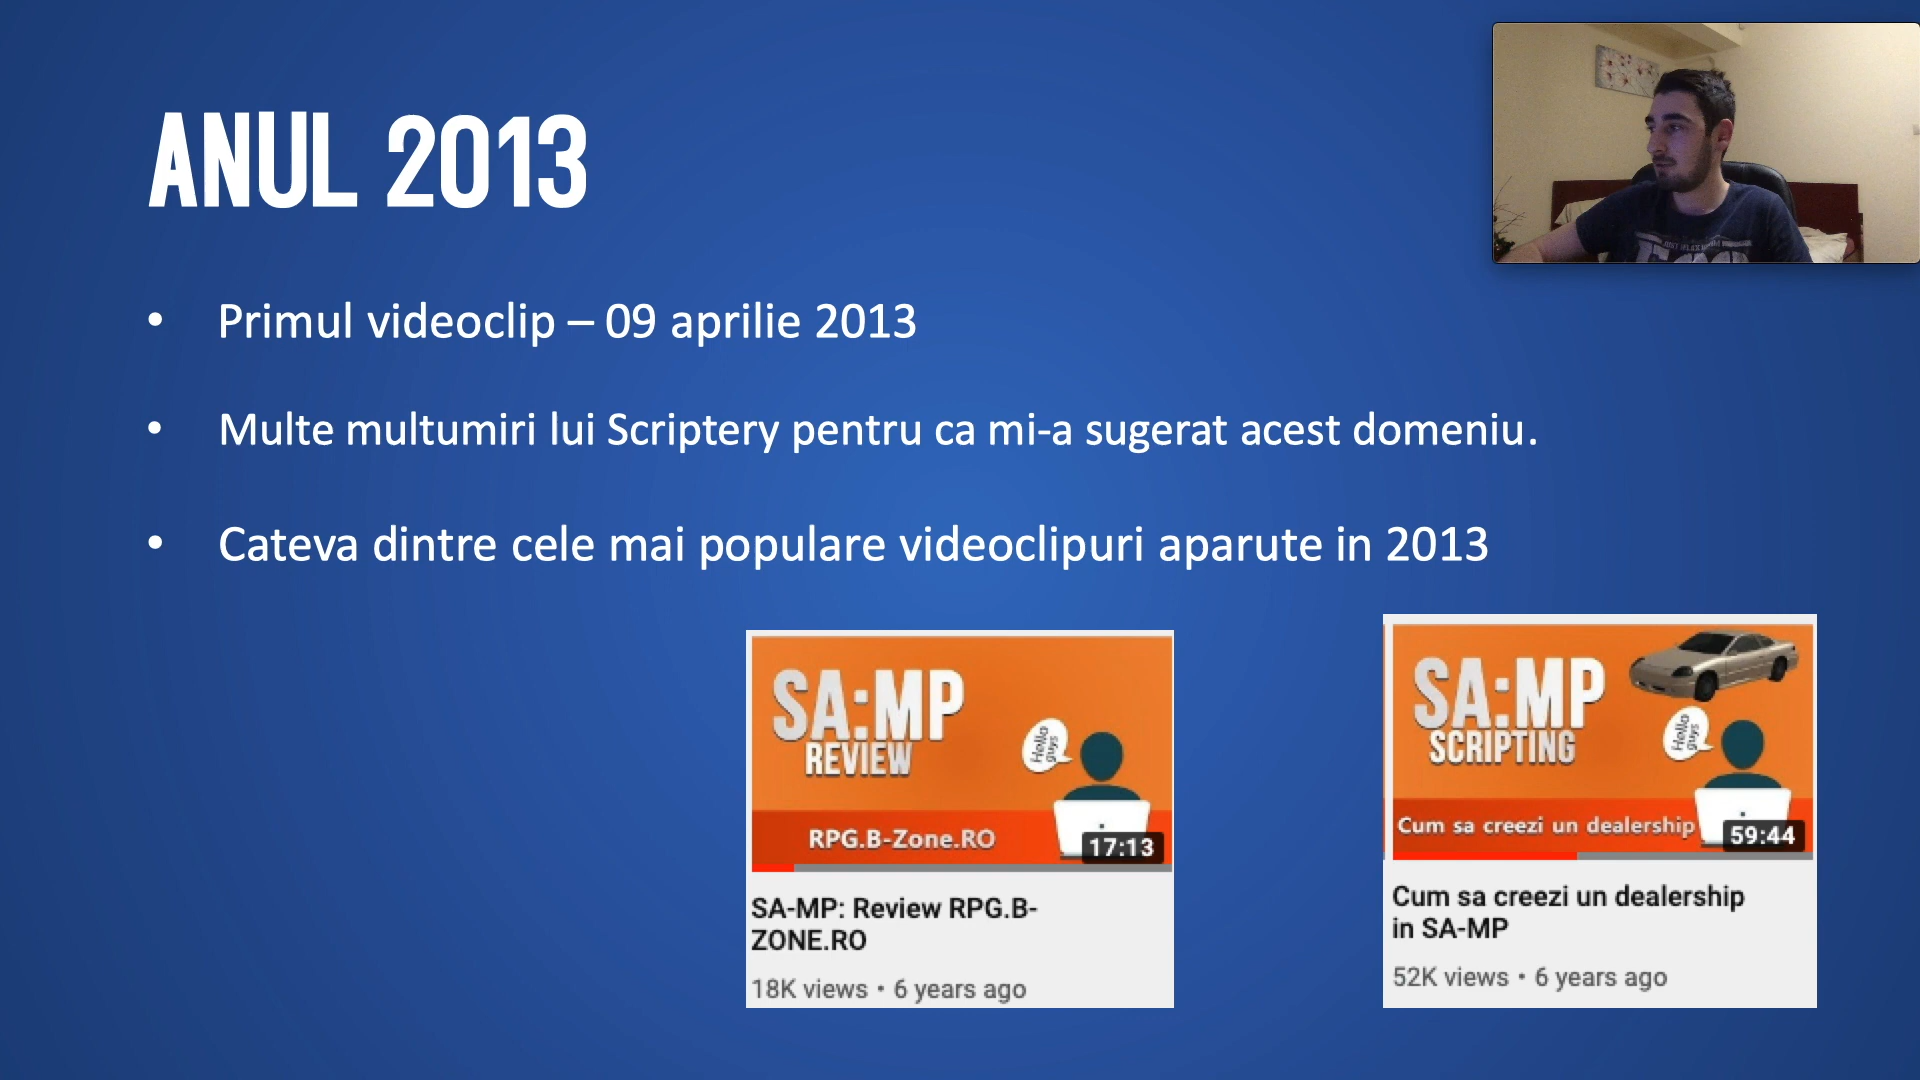 ANUL 2013
• Primul videoclip – 09 aprilie 2013
• Multe multumiri lui Scriptery pentru ca mi-a sugerat acest domeniu.
• Cateva dintre cele mai populare videoclipuri aparute in 2013
SA:MP
REVIEW
Hello
guys
RPG.B-Zone.RO
17:13
SA-MP: Review RPG.B-
ZONE.RO
18K views • 6 years ago
SA:MP
SCRIPTING
Hello
guys
Cum sa creezi un dealership
59:44
Cum sa creezi un dealership
in SA-MP
52K views • 6 years ago